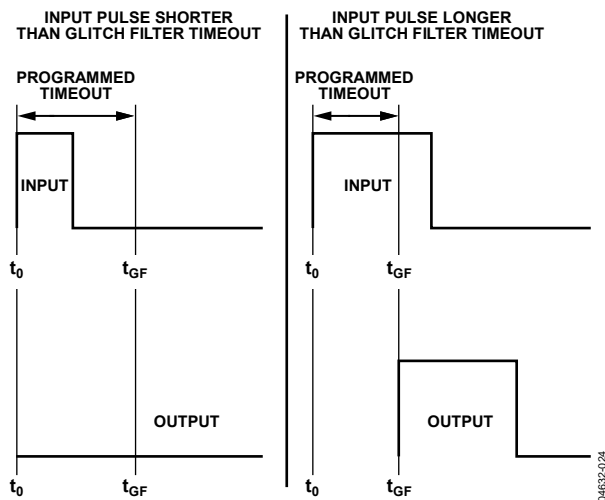 INPUT PULSE SHORTER
THAN GLITCH FILTER TIMEOUT
INPUT PULSE LONGER
THAN GLITCH FILTER TIMEOUT
PROGRAMMED
TIMEOUT
PROGRAMMED
TIMEOUT
INPUT
INPUT
t0
tGF
t0
tGF
OUTPUT
OUTPUT
t0
tGF
t0
tGF
04632-024